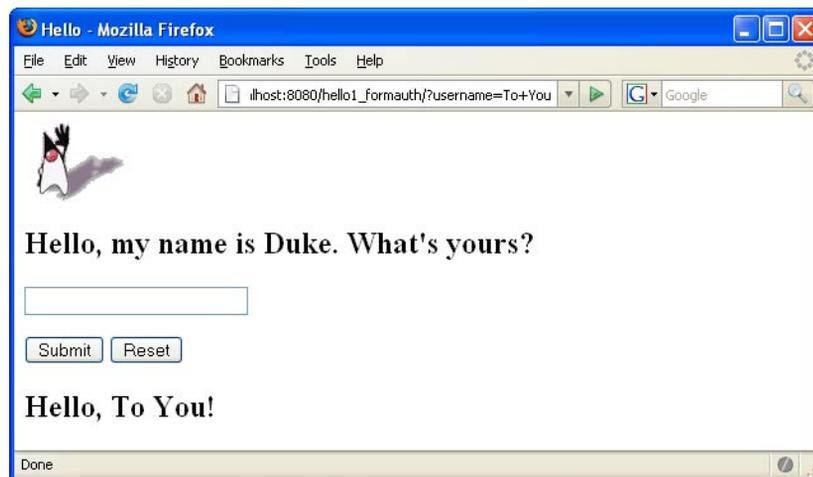 Hello - Mozilla Firefox
File Edit View History Bookmarks Tools Help
lhost:8080/hello1_formauth/?username=To+You G Google
Hello, my name is Duke. What's yours?
Submit Reset
Hello, To You!
Done